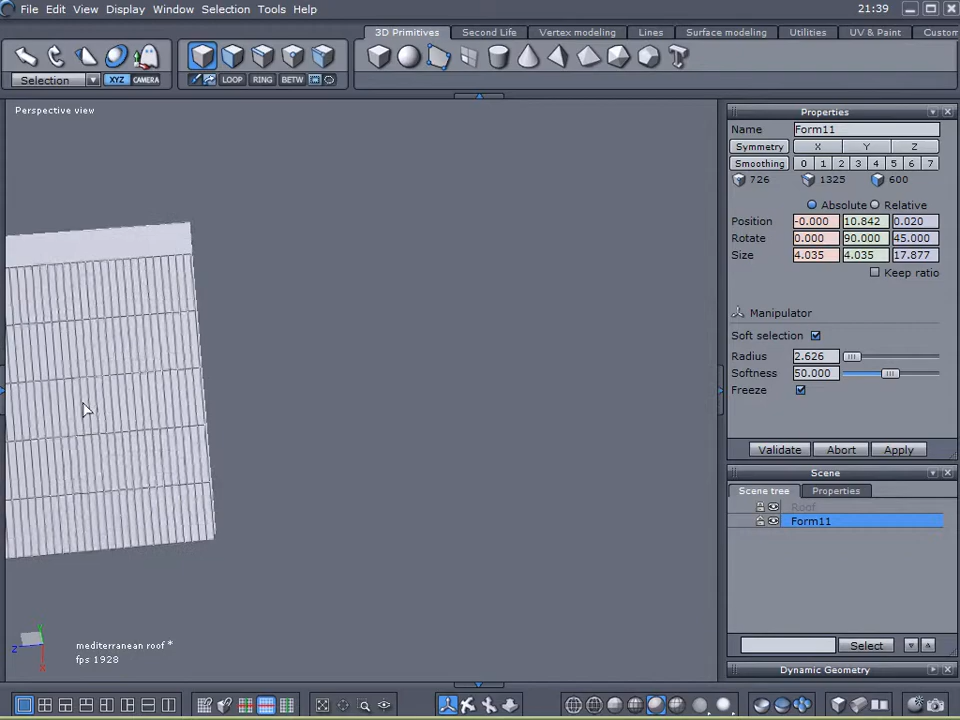 File Edit View Display Window Selection Tools Help 21:39
3D Primitives Second Life Vertex modeling Lines Surface modeling Utilities UV & Paint Custom
Selection XYZ CAMERA LOOP RING BETW
Perspective view
Properties
Name Form11
Symmetry X Y Z
Smoothing 0 1 2 3 4 5 6 7
726 1325 600
Absolute Relative
Position -0.000 10.842 0.020
Rotate 0.000 90.000 45.000
Size 4.035 4.035 17.877
Keep ratio
Manipulator
Soft selection
Radius 2.626
Softness 50.000
Freeze
Validate Abort Apply
Scene
Scene tree Properties
Roof
Form11
Select
Dynamic Geometry
Y
Z
X
mediterranean roof *
fps 1928